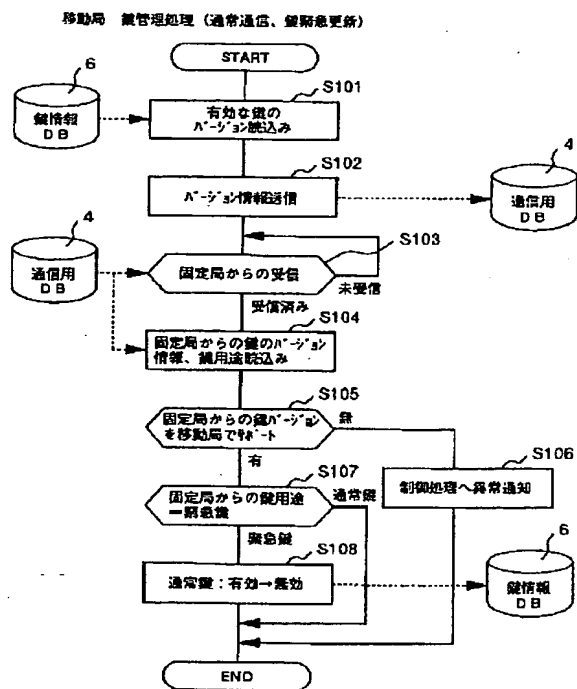 移動局 鍵管理処理（通常通信、鍵緊急更新）
START
6
鍵情報
DB
S101
有効な鍵の
バージョン読込み
S102
バージョン情報送信
4
通信用
DB
4
通信用
DB
S103
固定局からの受信
未受信
受信済み
S104
固定局からの鍵のバージョン
情報、鍵用途読込み
S105
固定局からの鍵バージョン
を移動局でサポート
無
有
S106
制御処理へ異常通知
S107
固定局からの鍵用途
＝緊急鍵
通常鍵
緊急鍵
S108
通常鍵：有効→無効
6
鍵情報
DB
END